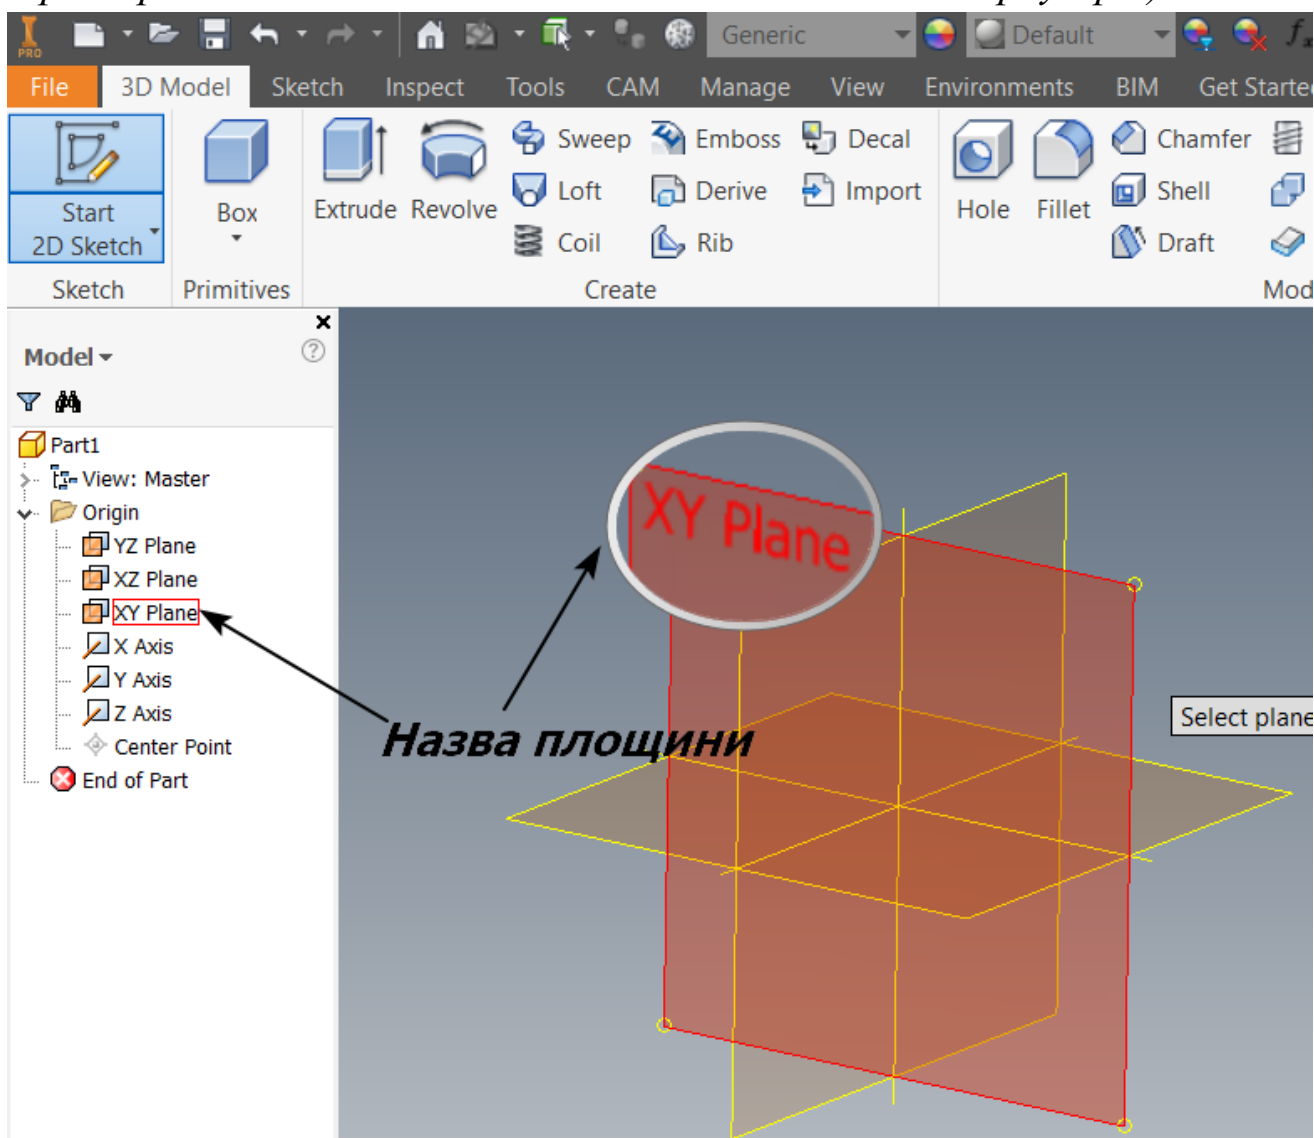 PRO
Generic
Default
File 3D Model Sketch Inspect Tools CAM Manage View Environments BIM Get Started
Start
2D Sketch
Box
Extrude
Revolve
Sweep
Loft
Coil
Emboss
Derive
Rib
Decal
Import
Hole
Fillet
Chamfer
Shell
Draft
Sketch
Primitives
Create
Mod
Model
Part1
View: Master
Origin
YZ Plane
XZ Plane
XY Plane
X Axis
Y Axis
Z Axis
Center Point
End of Part
XY Plane
Назва площини
Select plane